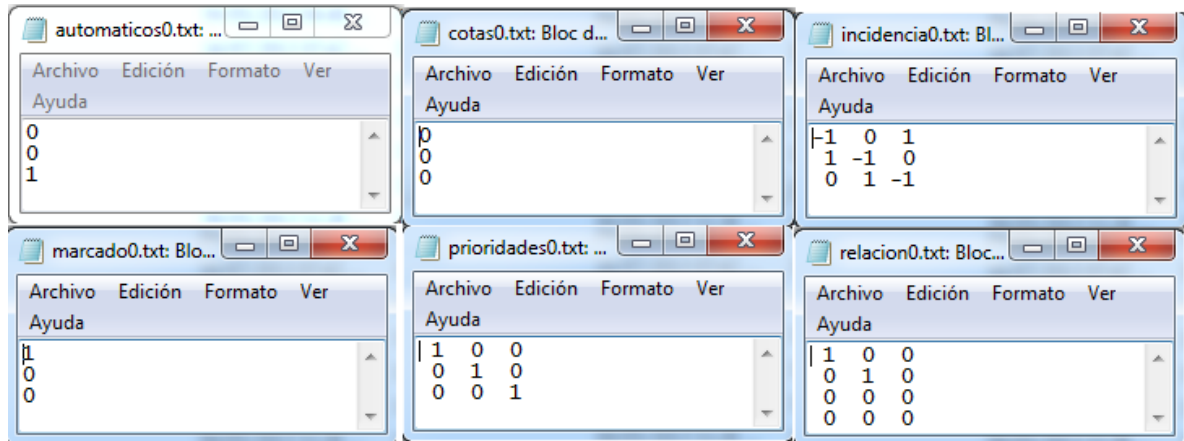 automaticos0.txt: ...
Archivo Edición Formato Ver
Ayuda
0
0
1
cotas0.txt: Bloc d...
Archivo Edición Formato Ver
Ayuda
0
0
0
incidencia0.txt: Bl...
Archivo Edición Formato Ver
Ayuda
-1 0 1
1 -1 0
0 1 -1
marcado0.txt: Blo...
Archivo Edición Formato Ver
Ayuda
1
0
0
prioridades0.txt: ...
Archivo Edición Formato Ver
Ayuda
1 0 0
0 1 0
0 0 1
relacion0.txt: Bloc...
Archivo Edición Formato Ver
Ayuda
1 0 0
0 1 0
0 0 0
0 0 0